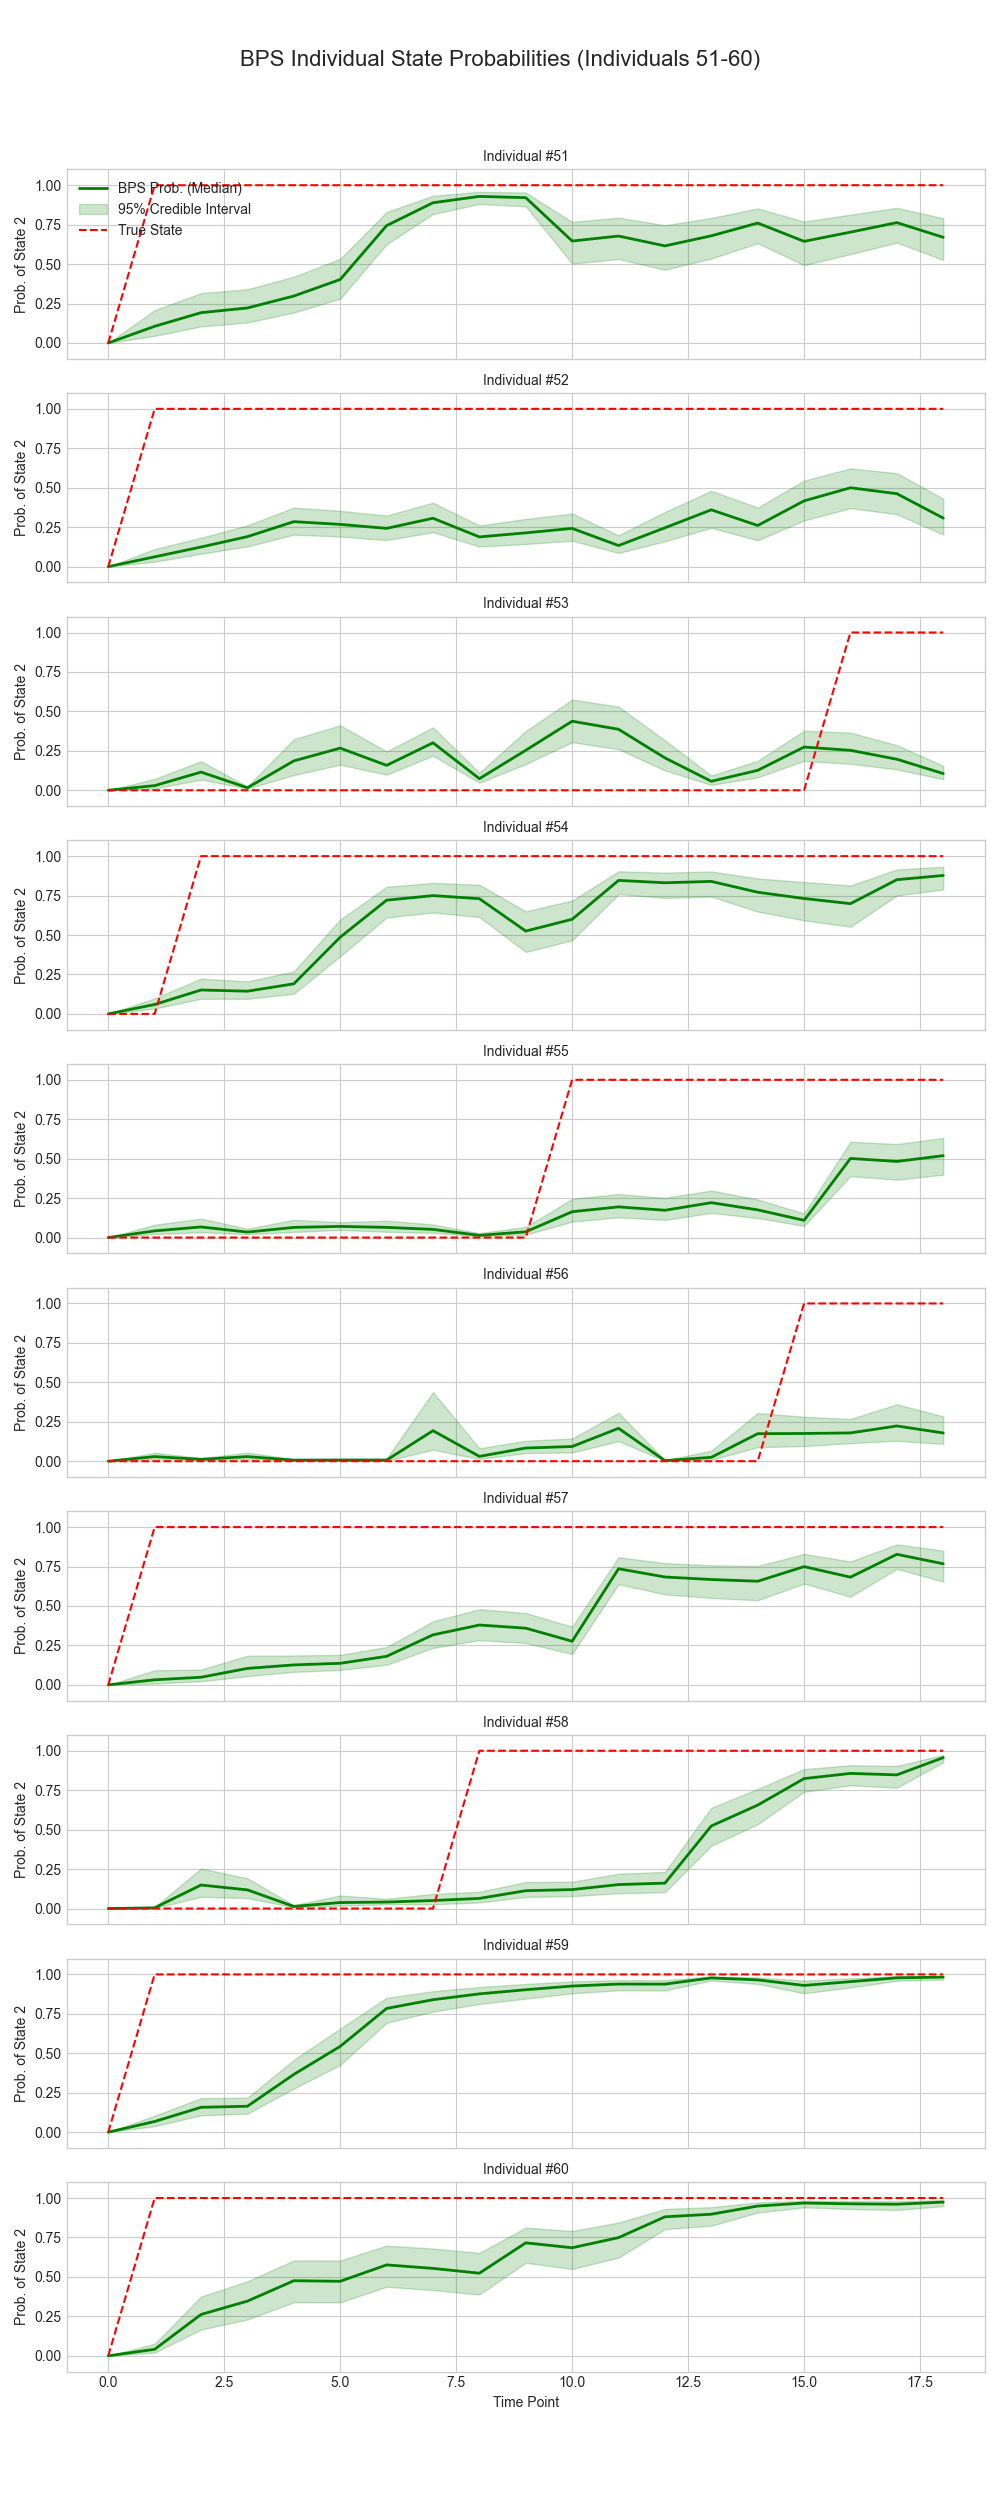 BPS Individual State Probabilities (Individuals 51-60)
Individual #51
BPS Prob. (Median)
95% Credible Interval
True State
Prob. of State 2
1.00
0.75
0.50
0.25
0.00
Individual #52
Prob. of State 2
1.00
0.75
0.50
0.25
0.00
Individual #53
Prob. of State 2
1.00
0.75
0.50
0.25
0.00
Individual #54
Prob. of State 2
1.00
0.75
0.50
0.25
0.00
Individual #55
Prob. of State 2
1.00
0.75
0.50
0.25
0.00
Individual #56
Prob. of State 2
1.00
0.75
0.50
0.25
0.00
Individual #57
Prob. of State 2
1.00
0.75
0.50
0.25
0.00
Individual #58
Prob. of State 2
1.00
0.75
0.50
0.25
0.00
Individual #59
Prob. of State 2
1.00
0.75
0.50
0.25
0.00
Individual #60
Prob. of State 2
1.00
0.75
0.50
0.25
0.00
0.0 2.5 5.0 7.5 10.0 12.5 15.0 17.5
Time Point